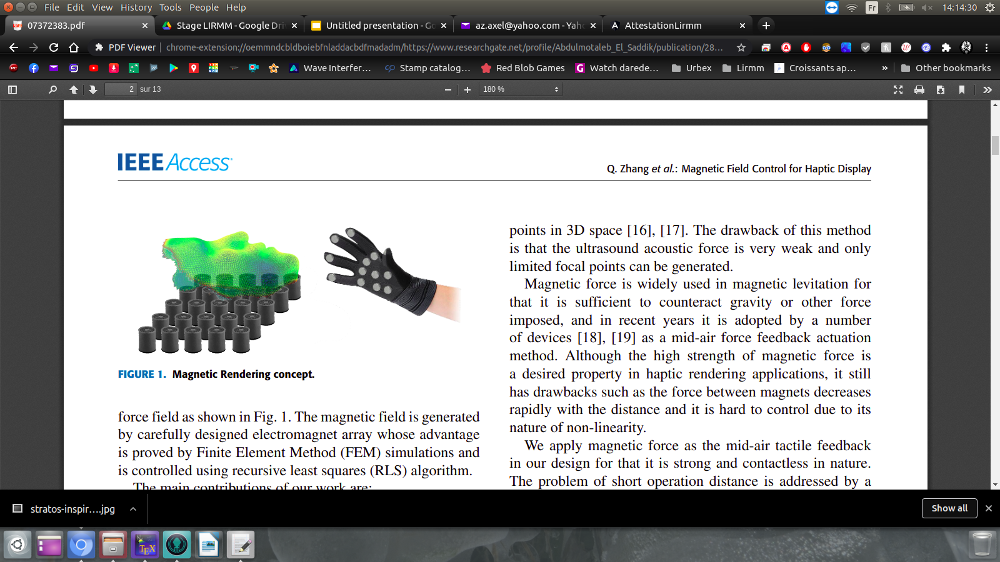 File Edit View History Tools People Help
Fr
14:14:30
07372383.pdf
Stage LIRMM - Google Dri
Untitled presentation - Go
az.axel@yahoo.com - Yah
AttestationLirmm
PDF Viewer
chrome-extension://oemmndcbldboiebfnladdacbdfmadadm/https://www.researchgate.net/profile/Abdulmotaleb_El_Saddik/publication/28...
Wave Interfer...
Stamp catalog...
Red Blob Games
Watch darede...
Urbex
Lirmm
Croissants ap...
»
Other bookmarks
2 sur 13
180 %
IEEE Access
Q. Zhang et al.: Magnetic Field Control for Haptic Display
FIGURE 1. Magnetic Rendering concept.
force field as shown in Fig. 1. The magnetic field is generated
by carefully designed electromagnet array whose advantage
is proved by Finite Element Method (FEM) simulations and
is controlled using recursive least squares (RLS) algorithm.
The main contributions of our work are:
points in 3D space [16], [17]. The drawback of this method
is that the ultrasound acoustic force is very weak and only
limited focal points can be generated.
Magnetic force is widely used in magnetic levitation for
that it is sufficient to counteract gravity or other force
imposed, and in recent years it is adopted by a number
of devices [18], [19] as a mid-air force feedback actuation
method. Although the high strength of magnetic force is
a desired property in haptic rendering applications, it still
has drawbacks such as the force between magnets decreases
rapidly with the distance and it is hard to control due to its
nature of non-linearity.
We apply magnetic force as the mid-air tactile feedback
in our design for that it is strong and contactless in nature.
The problem of short operation distance is addressed by a
stratos-inspir....jpg
Show all
TEX